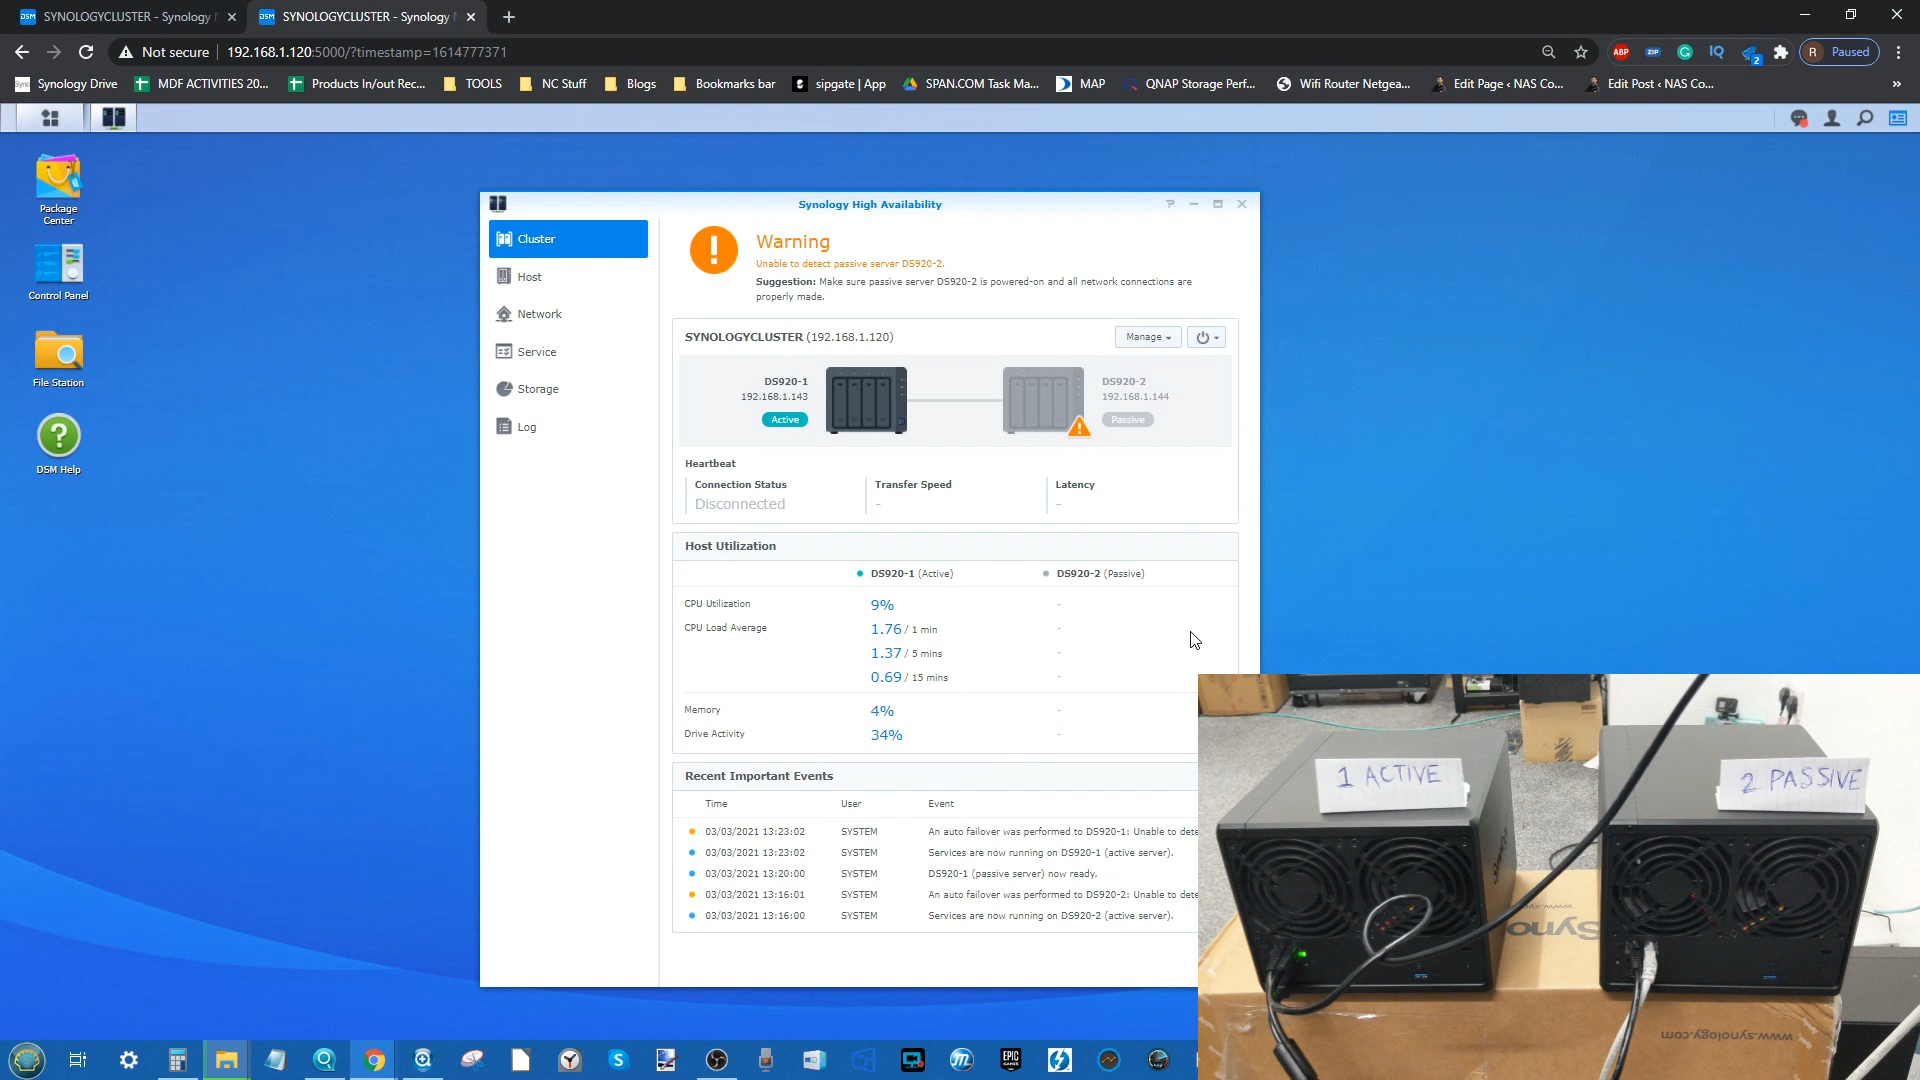 SYNOLOGYCLUSTER - Synology
SYNOLOGYCLUSTER - Synology
Not secure
192.168.1.120:5000/?timestamp=1614777371
ABP
ZIP
IQ
2
R
Paused
Synology Drive
MDF ACTIVITIES 20...
Products In/out Rec...
TOOLS
NC Stuff
Blogs
Bookmarks bar
sipgate | App
SPAN.COM Task Ma...
MAP
QNAP Storage Perf...
Wifi Router Netgea...
Edit Page ‹ NAS Co...
Edit Post ‹ NAS Co...
»
Package
Center
Control Panel
File Station
DSM Help
Synology High Availability
Cluster
Host
Network
Service
Storage
Log
Warning
Unable to detect passive server DS920-2.
Suggestion: Make sure passive server DS920-2 is powered-on and all network connections are
properly made.
SYNOLOGYCLUSTER (192.168.1.120)
Manage
DS920-1
192.168.1.143
Active
DS920-2
192.168.1.144
Passive
Heartbeat
Connection Status
Transfer Speed
Latency
Disconnected
-
-
Host Utilization
DS920-1 (Active)
DS920-2 (Passive)
CPU Utilization
9%
-
CPU Load Average
1.76 / 1 min
-
1.37 / 5 mins
-
0.69 / 15 mins
-
Memory
4%
-
Drive Activity
34%
-
Recent Important Events
Time
User
Event
03/03/2021 13:23:02 SYSTEM An auto failover was performed to DS920-1: Unable to dete
03/03/2021 13:23:02 SYSTEM Services are now running on DS920-1 (active server).
03/03/2021 13:20:00 SYSTEM DS920-1 (passive server) now ready.
03/03/2021 13:16:01 SYSTEM An auto failover was performed to DS920-2: Unable to dete
03/03/2021 13:16:00 SYSTEM Services are now running on DS920-2 (active server).
1 ACTIVE
2 PASSIVE
Syno
www.synology.com
EPIC
GAMES